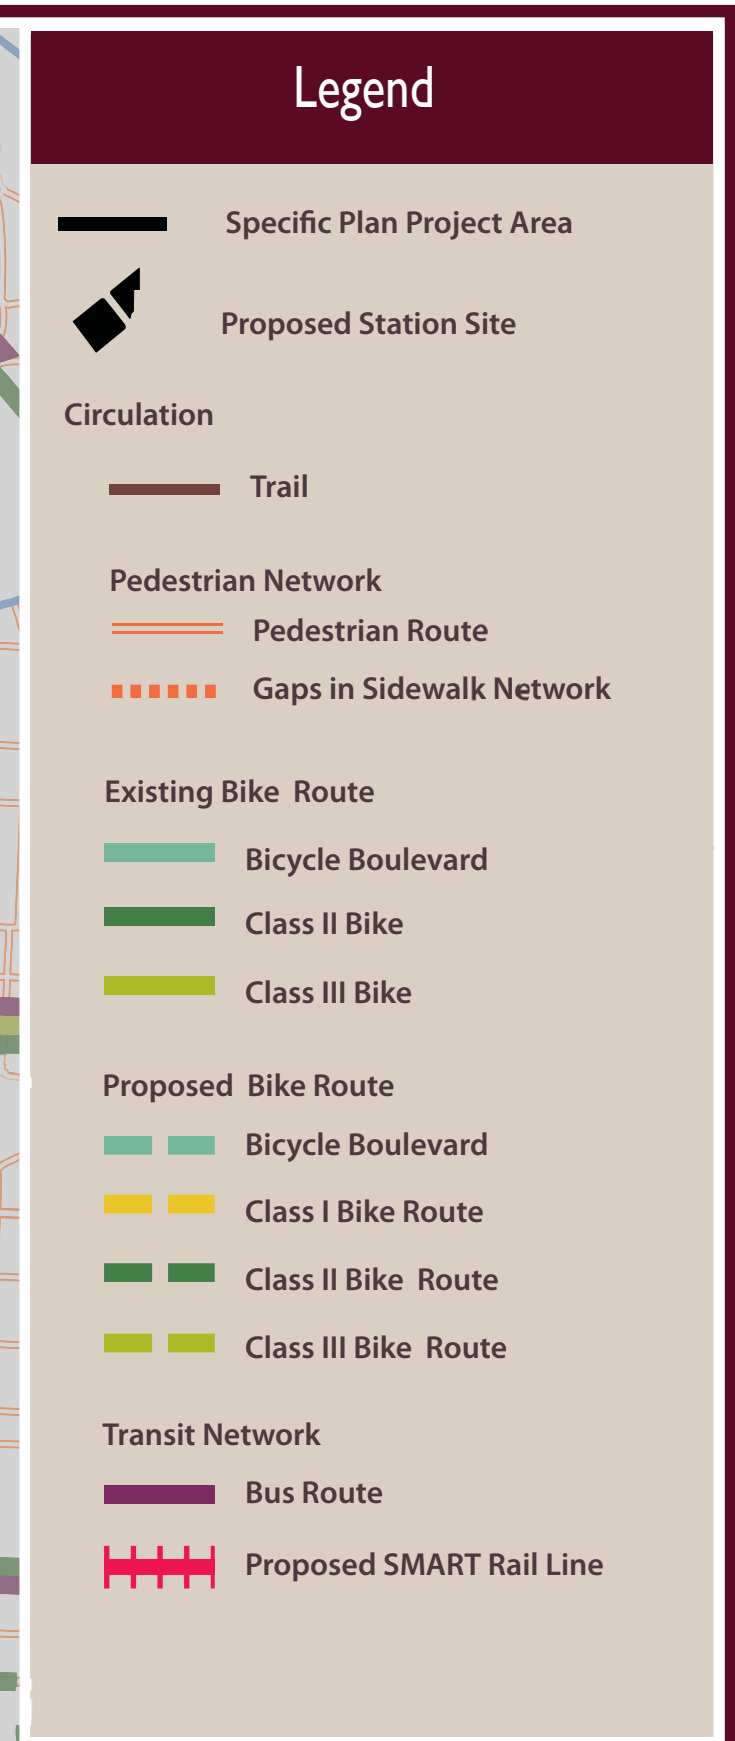 Legend
Specific Plan Project Area
Proposed Station Site
Circulation
Trail
Pedestrian Network
Pedestrian Route
Gaps in Sidewalk Network
Existing Bike Route
Bicycle Boulevard
Class II Bike
Class III Bike
Proposed Bike Route
Bicycle Boulevard
Class I Bike Route
Class II Bike Route
Class III Bike Route
Transit Network
Bus Route
Proposed SMART Rail Line